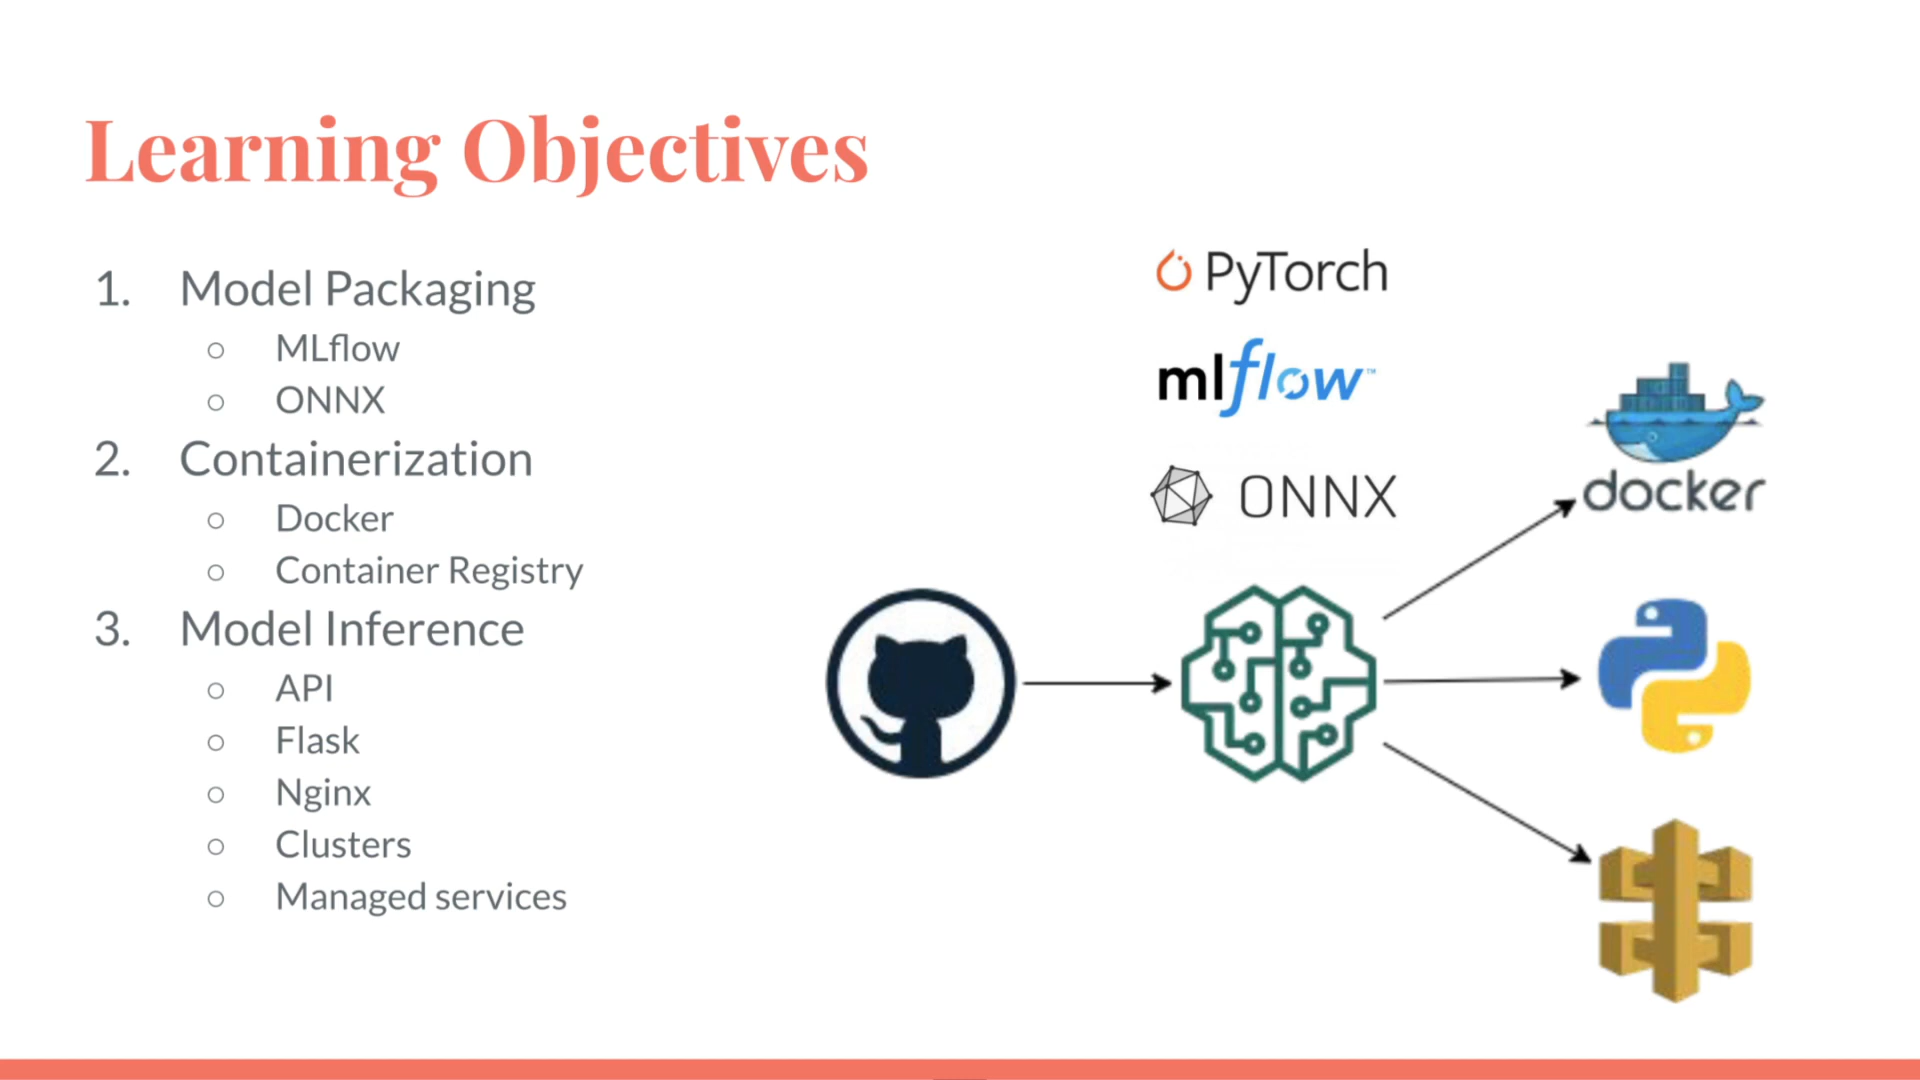 Learning Objectives
1. Model Packaging
○ MLflow
○ ONNX
2. Containerization
○ Docker
○ Container Registry
3. Model Inference
○ API
○ Flask
○ Nginx
○ Clusters
○ Managed services
PyTorch
mlflow™
ONNX
docker